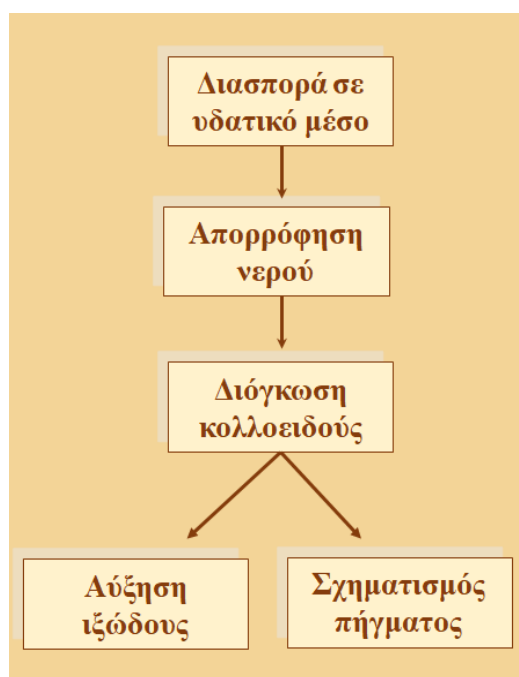 Διασπορά σε
υδατικό μέσο
Απορρόφηση
νερού
Διόγκωση
κολλοειδούς
Αύξηση
ιξώδους
Σχηματισμός
πήγματος